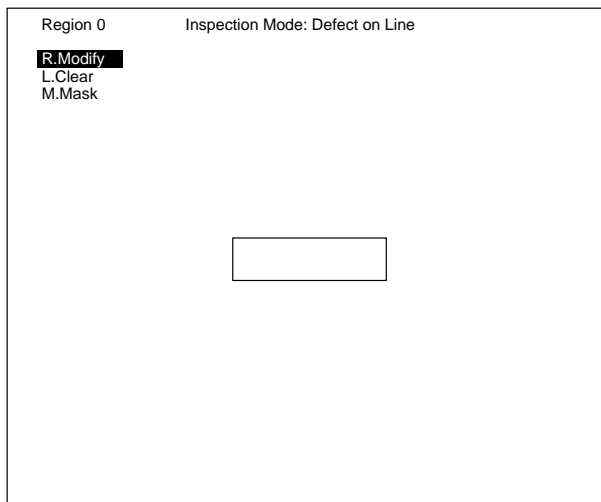 Region 0 Inspection Mode: Defect on Line
R.Modify
L.Clear
M.Mask